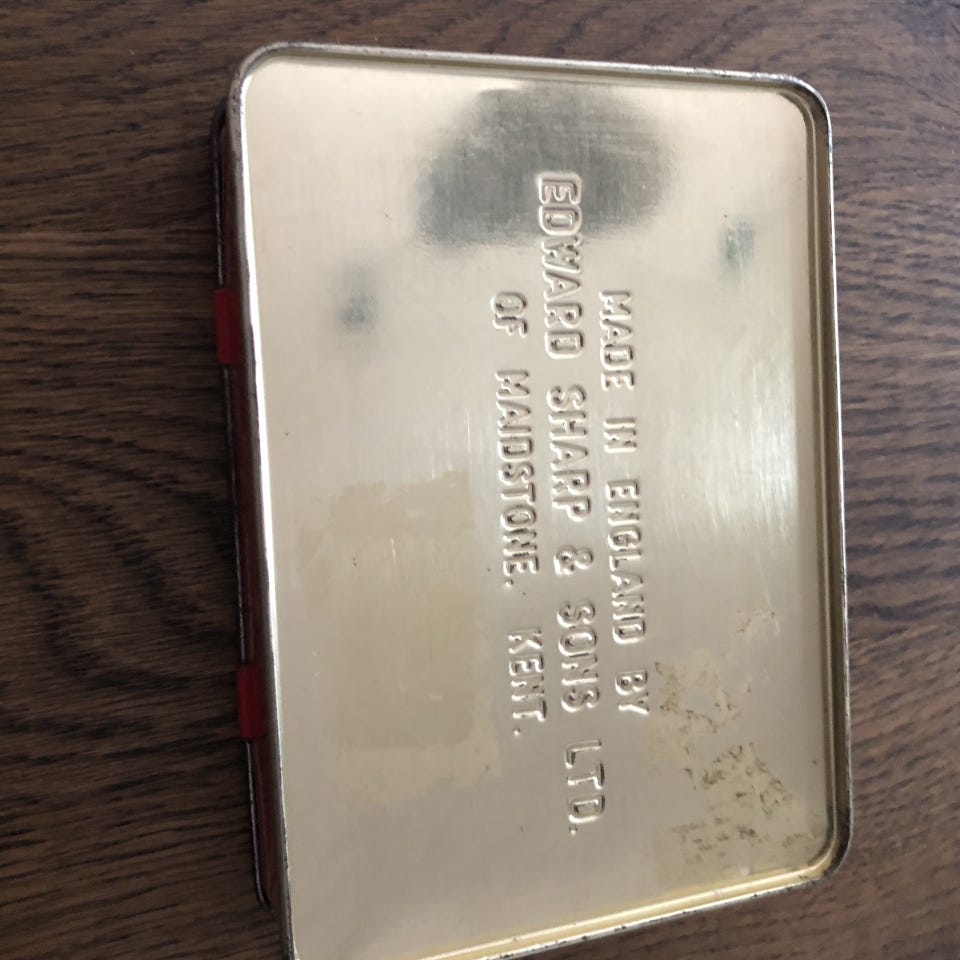 MADE IN ENGLAND BY
EDWARD SHARP & SONS LTD.
OF MAIDSTONE, KENT.